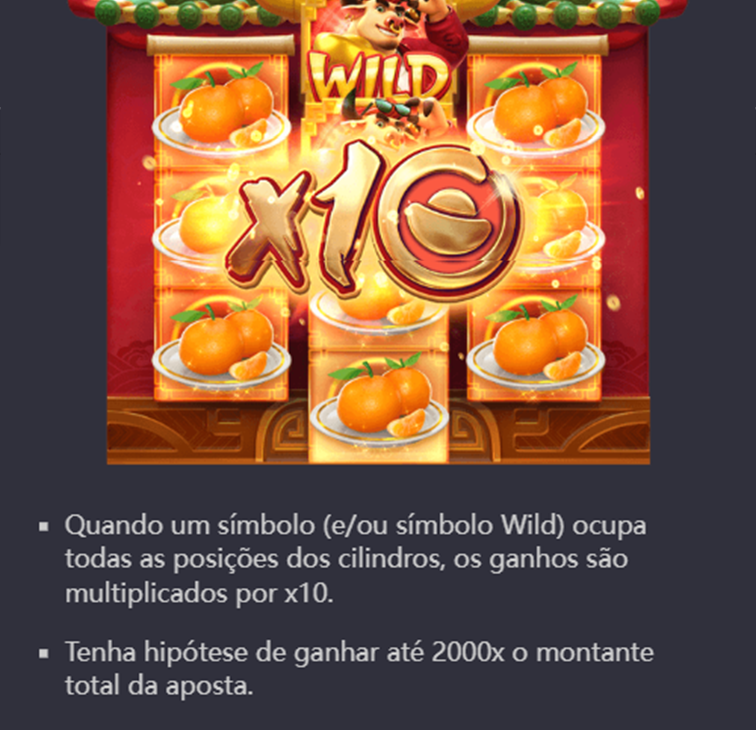 WILD
x10
▪ Quando um símbolo (e/ou símbolo Wild) ocupa
todas as posições dos cilindros, os ganhos são
multiplicados por x10.
▪ Tenha hipótese de ganhar até 2000x o montante
total da aposta.